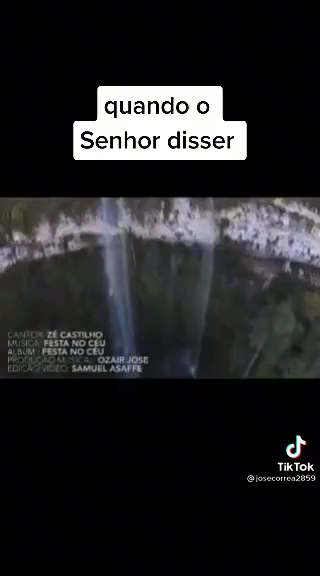 quando o
Senhor disser
CANTOR: ZÉ CASTILHO
MÚSICA: FESTA NO CÉU
ÁLBUM : FESTA NO CÉU
PRODUÇÃO MUSICAL: OZAIR JOSE
EDIÇÃO/VÍDEO: SAMUEL ASAFFE
TikTok
@josecorrea2859